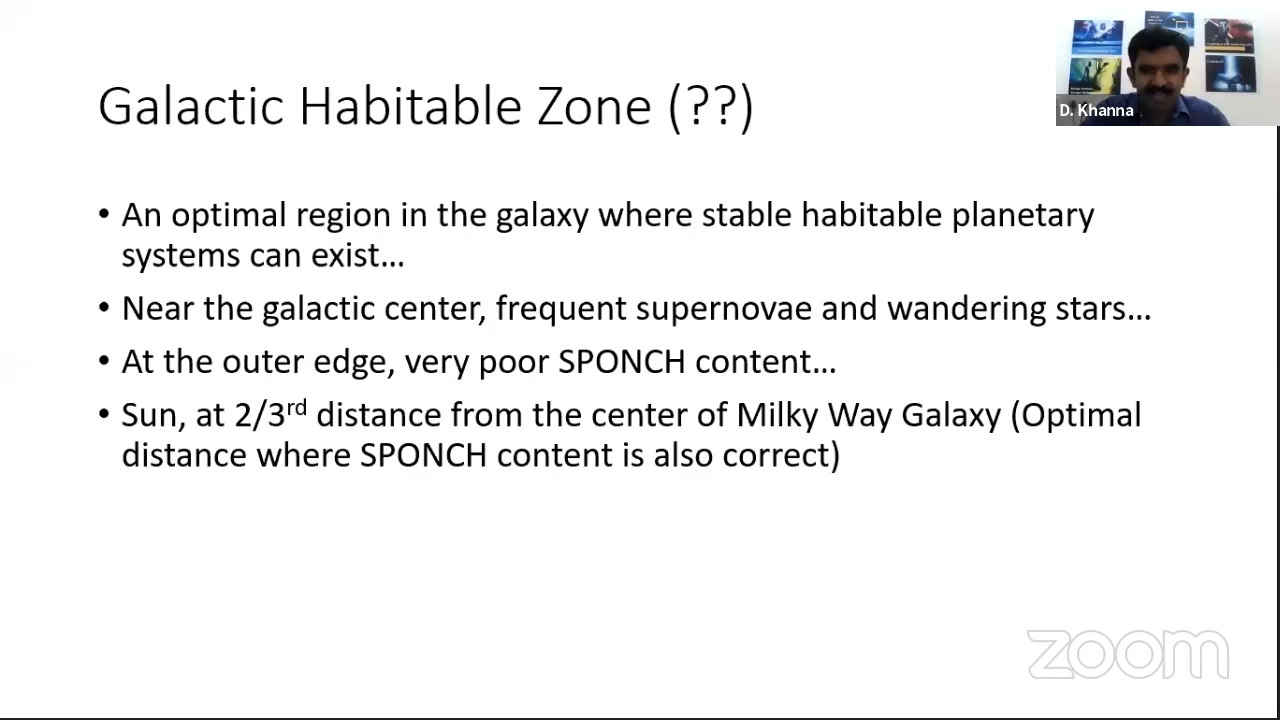 D. Khanna
Galactic Habitable Zone (??)
• An optimal region in the galaxy where stable habitable planetary
systems can exist…
• Near the galactic center, frequent supernovae and wandering stars…
• At the outer edge, very poor SPONCH content…
• Sun, at 2/3rd distance from the center of Milky Way Galaxy (Optimal
distance where SPONCH content is also correct)
zoom